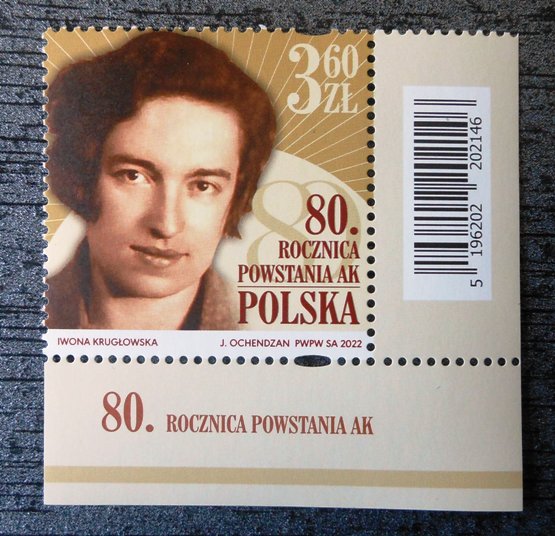 3 60
ZŁ
80.
ROCZNICA
POWSTANIA AK
POLSKA
IWONA KRUGŁOWSKA J. OCHENDZAN PWPW SA 2022
80. ROCZNICA POWSTANIA AK
5 196202 202146